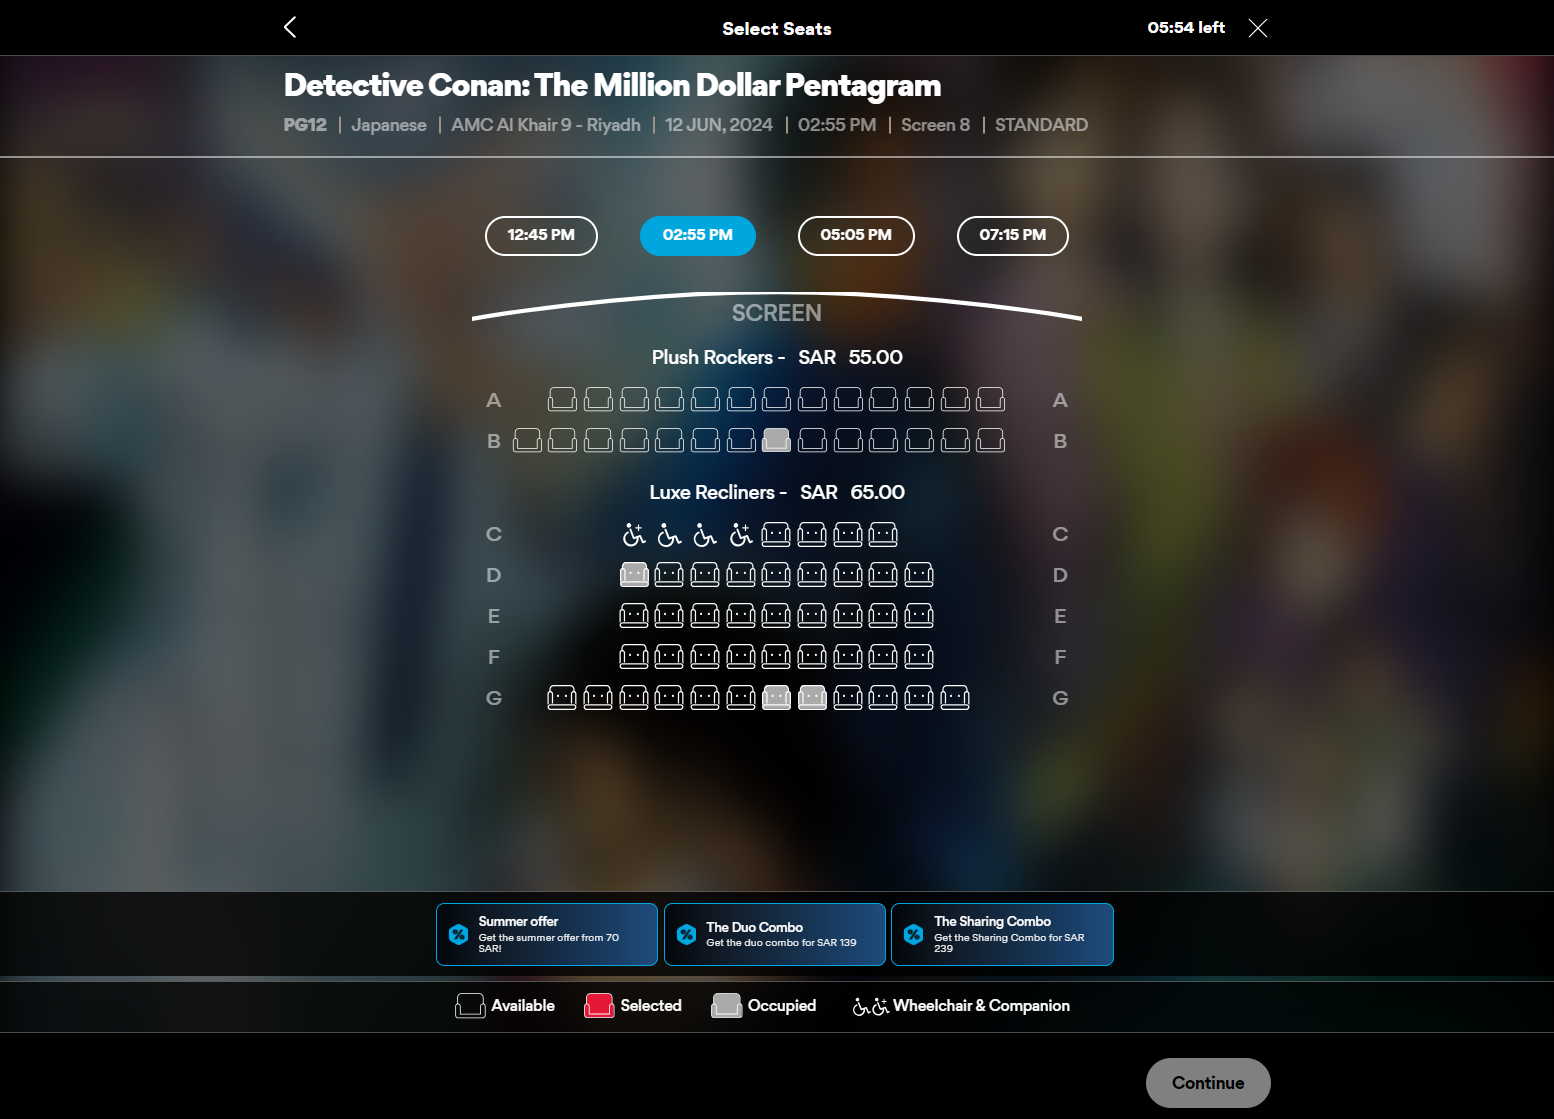 Select Seats
05:54 left
Detective Conan: The Million Dollar Pentagram
PG12 | Japanese | AMC Al Khair 9 - Riyadh | 12 JUN, 2024 | 02:55 PM | Screen 8 | STANDARD
12:45 PM
02:55 PM
05:05 PM
07:15 PM
SCREEN
Plush Rockers - SAR 55.00
A A
B B
Luxe Recliners - SAR 65.00
C C
D D
E E
F F
G G
Summer offer
Get the summer offer from 70
SAR!
The Duo Combo
Get the duo combo for SAR 139
The Sharing Combo
Get the Sharing Combo for SAR
239
Available
Selected
Occupied
Wheelchair & Companion
Continue